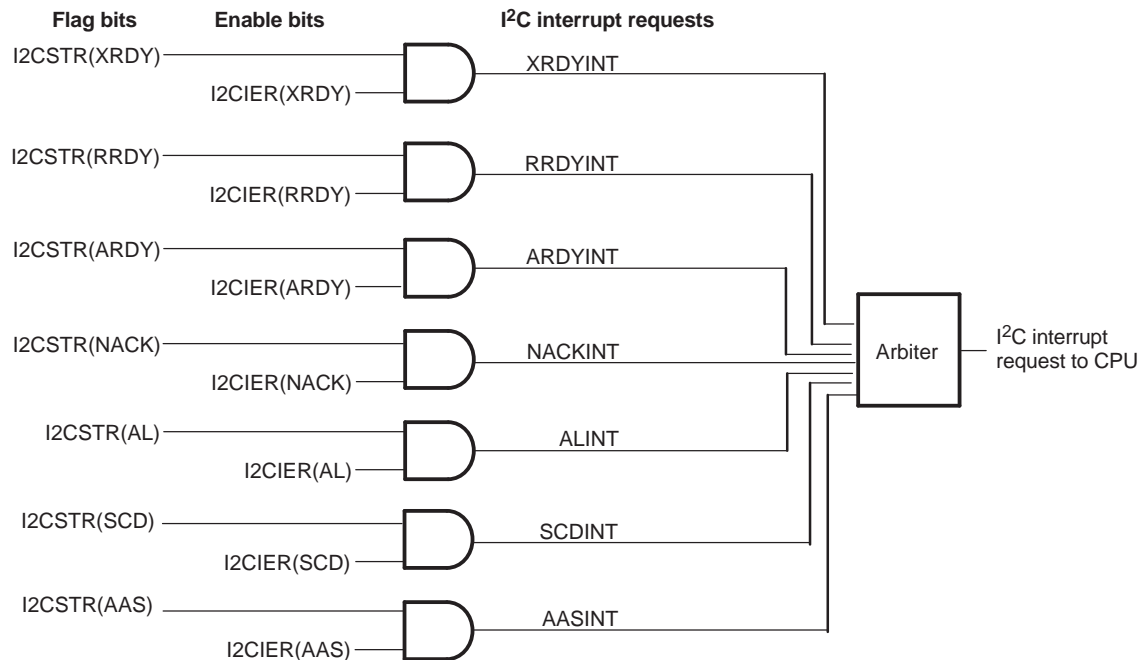 Flag bits Enable bits I²C interrupt requests
I2CSTR(XRDY)
XRDYINT
I2CIER(XRDY)
I2CSTR(RRDY)
RRDYINT
I2CIER(RRDY)
I2CSTR(ARDY)
ARDYINT
I2CIER(ARDY)
I2CSTR(NACK)
NACKINT
I2CIER(NACK)
Arbiter
I²C interrupt
request to CPU
I2CSTR(AL)
ALINT
I2CIER(AL)
I2CSTR(SCD)
SCDINT
I2CIER(SCD)
I2CSTR(AAS)
AASINT
I2CIER(AAS)